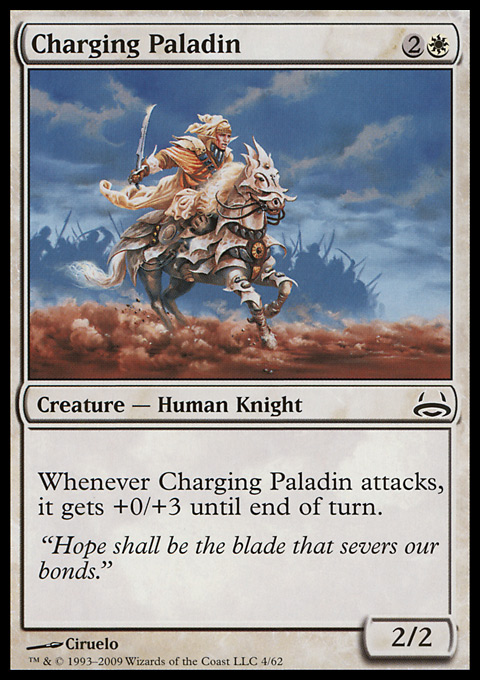 Charging Paladin 2
Creature — Human Knight
Whenever Charging Paladin attacks,
it gets +0/+3 until end of turn.
“Hope shall be the blade that severs our
bonds.”
Ciruelo
2/2
™ & © 1993–2009 Wizards of the Coast LLC 4/62